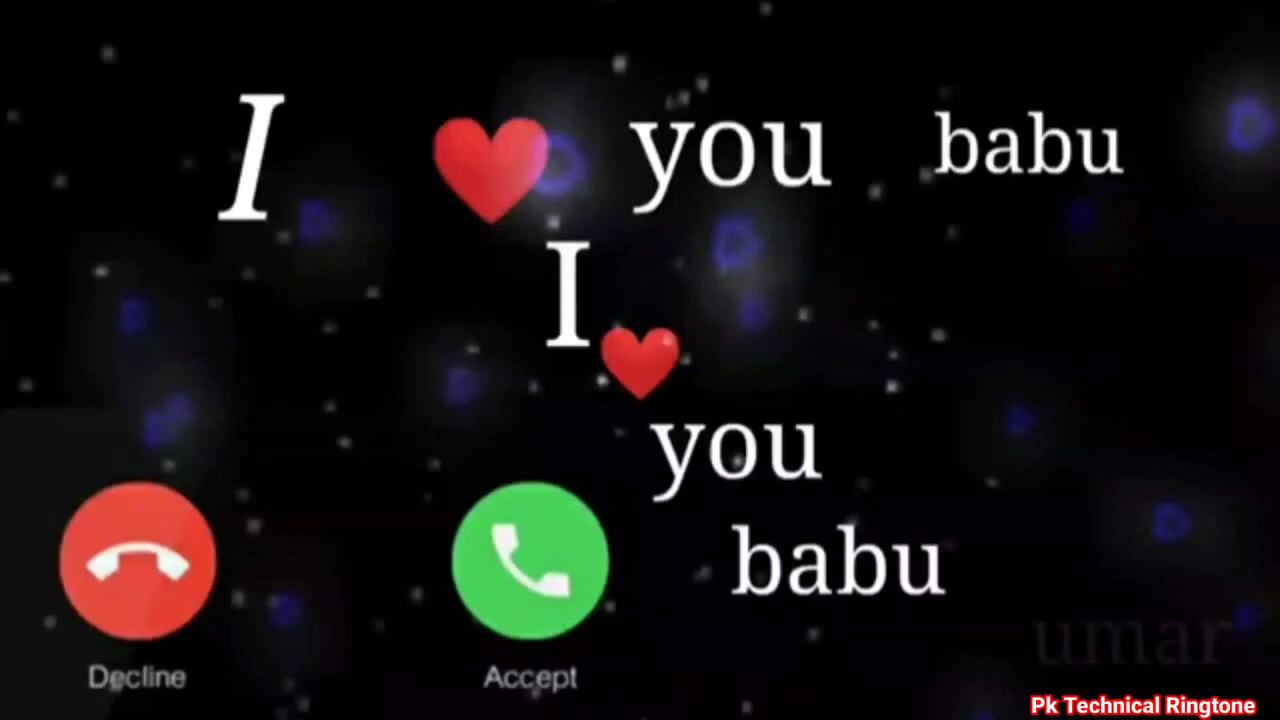 I ❤️ you babu
I ❤️
you
babu
umar
Decline
Accept
Pk Technical Ringtone